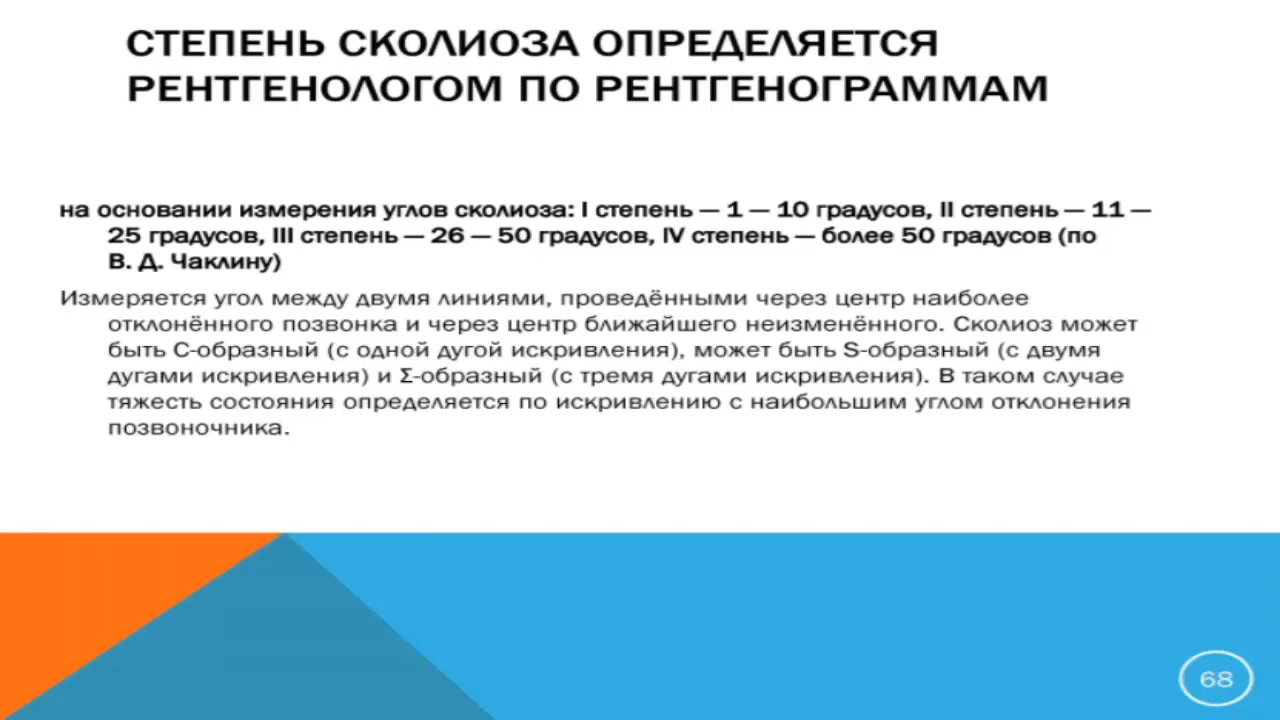 СТЕПЕНЬ СКОЛИОЗА ОПРЕДЕЛЯЕТСЯ
РЕНТГЕНОЛОГОМ ПО РЕНТГЕНОГРАММАМ
на основании измерения углов сколиоза: I степень — 1 — 10 градусов, II степень — 11 —
25 градусов, III степень — 26 — 50 градусов, IV степень — более 50 градусов (по
В. Д. Чаклину)
Измеряется угол между двумя линиями, проведёнными через центр наиболее
отклонённого позвонка и через центр ближайшего неизменённого. Сколиоз может
быть С-образный (с одной дугой искривления), может быть S-образный (с двумя
дугами искривления) и Σ-образный (с тремя дугами искривления). В таком случае
тяжесть состояния определяется по искривлению с наибольшим углом отклонения
позвоночника.
68